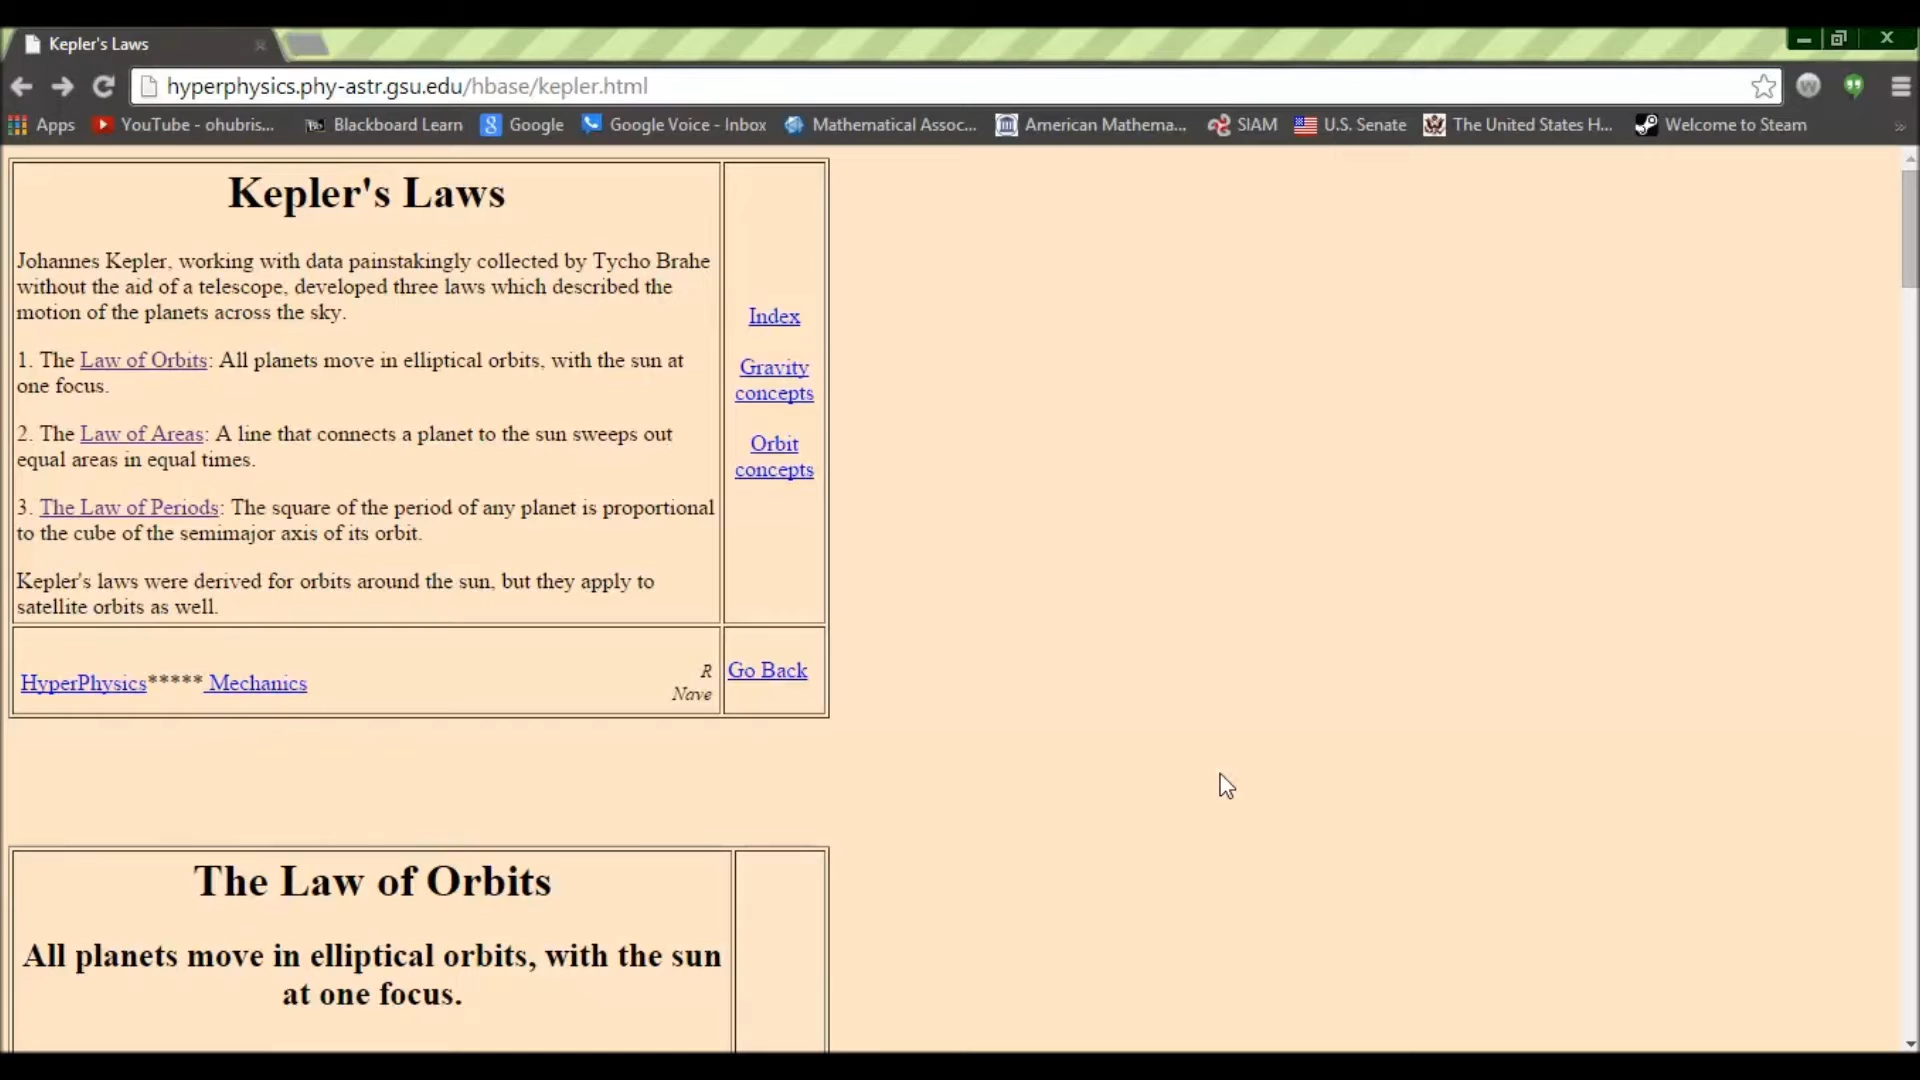 Kepler's Laws
hyperphysics.phy-astr.gsu.edu/hbase/kepler.html
Apps YouTube - ohubris... Blackboard Learn Google Google Voice - Inbox Mathematical Assoc... American Mathema... SIAM U.S. Senate The United States H... Welcome to Steam
Kepler's Laws
Johannes Kepler, working with data painstakingly collected by Tycho Brahe
without the aid of a telescope, developed three laws which described the
motion of the planets across the sky.
1. The Law of Orbits: All planets move in elliptical orbits, with the sun at
one focus.
2. The Law of Areas: A line that connects a planet to the sun sweeps out
equal areas in equal times.
3. The Law of Periods: The square of the period of any planet is proportional
to the cube of the semimajor axis of its orbit.
Kepler's laws were derived for orbits around the sun, but they apply to
satellite orbits as well.
Index
Gravity
concepts
Orbit
concepts
HyperPhysics***** Mechanics
R
Nave
Go Back
The Law of Orbits
All planets move in elliptical orbits, with the sun
at one focus.